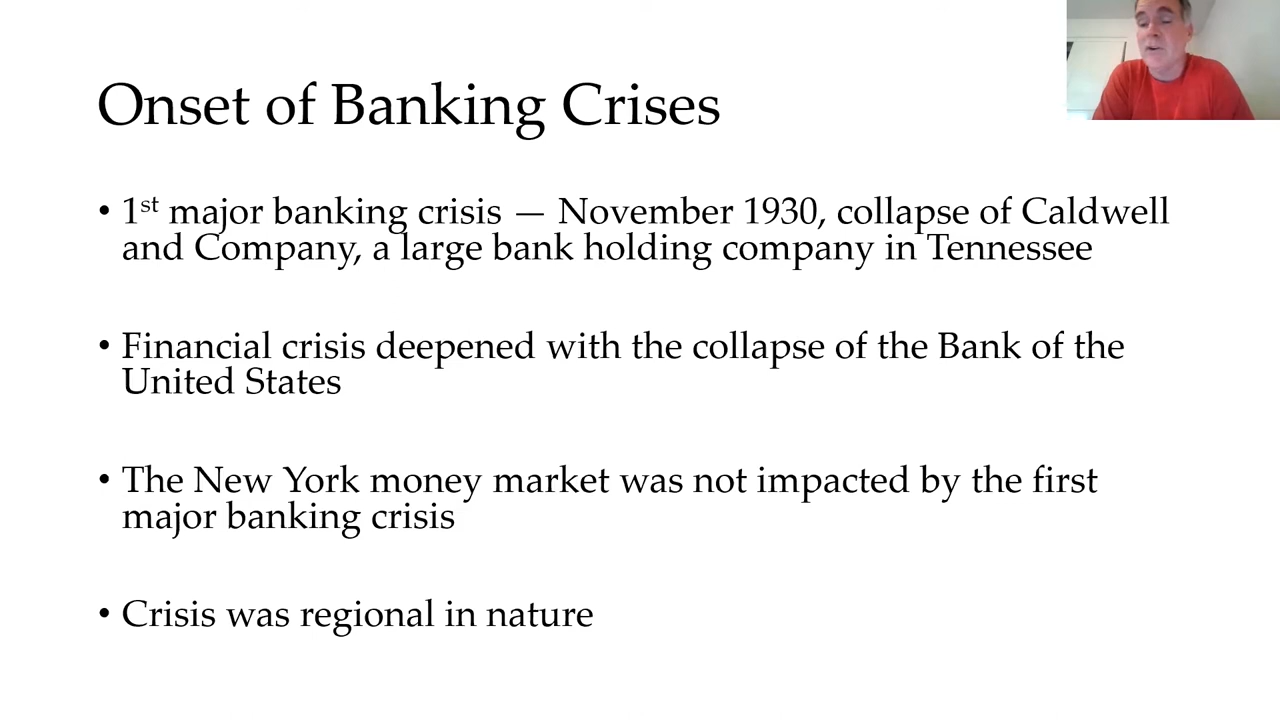 Onset of Banking Crises
• 1st major banking crisis — November 1930, collapse of Caldwell
and Company, a large bank holding company in Tennessee
• Financial crisis deepened with the collapse of the Bank of the
United States
• The New York money market was not impacted by the first
major banking crisis
• Crisis was regional in nature